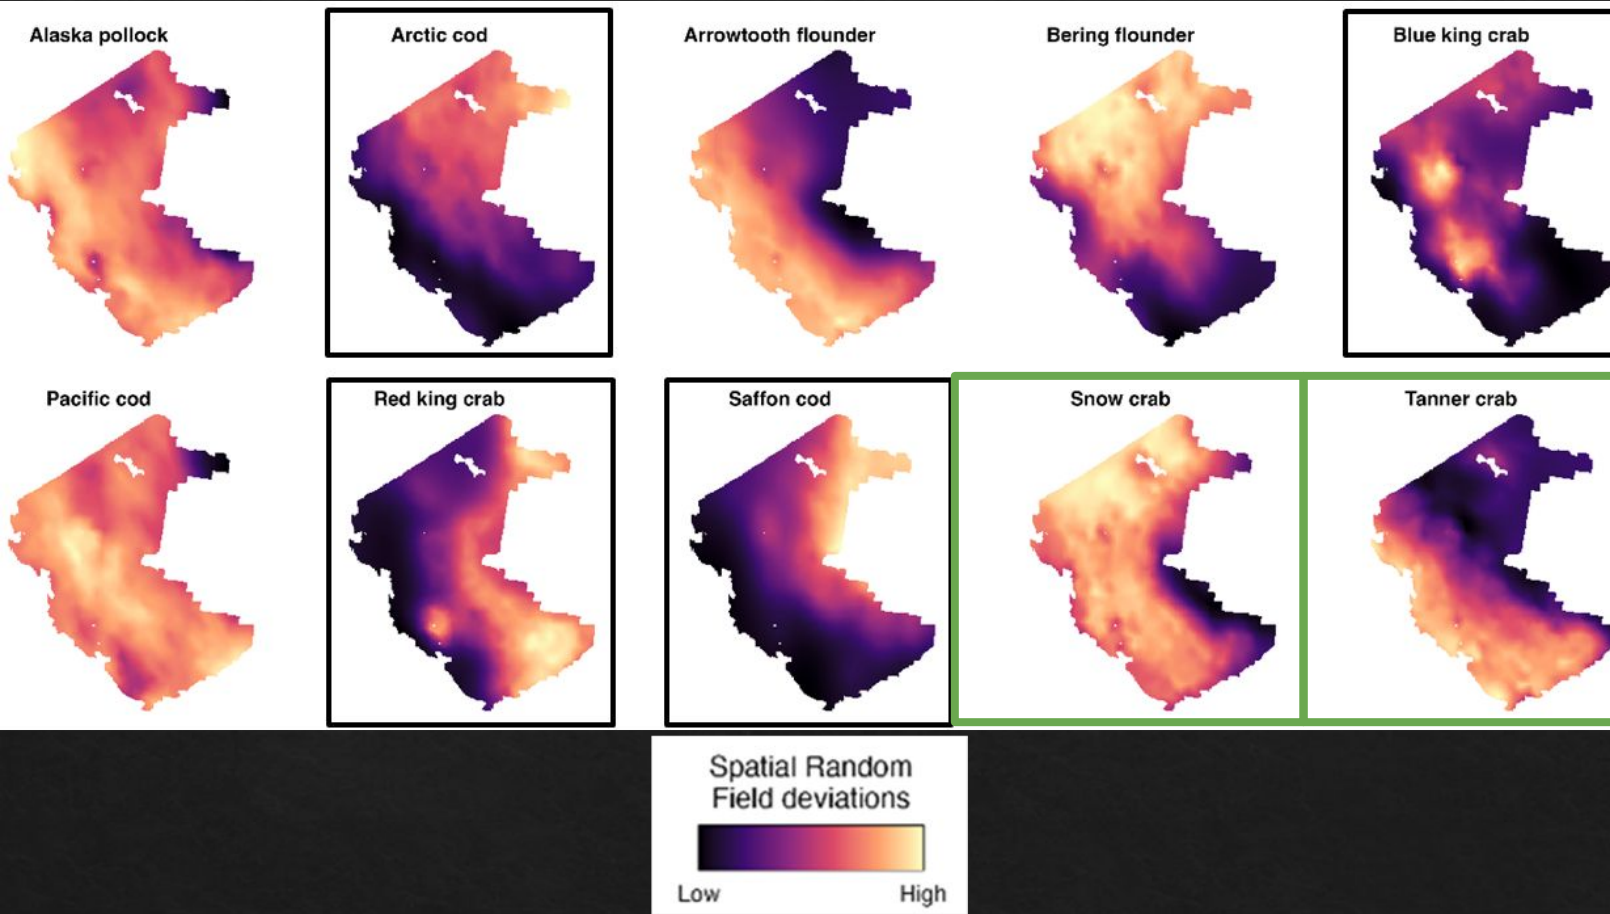 Alaska pollock
Arctic cod
Arrowtooth flounder
Bering flounder
Blue king crab
Pacific cod
Red king crab
Saffon cod
Snow crab
Tanner crab
Spatial Random
Field deviations
Low
High